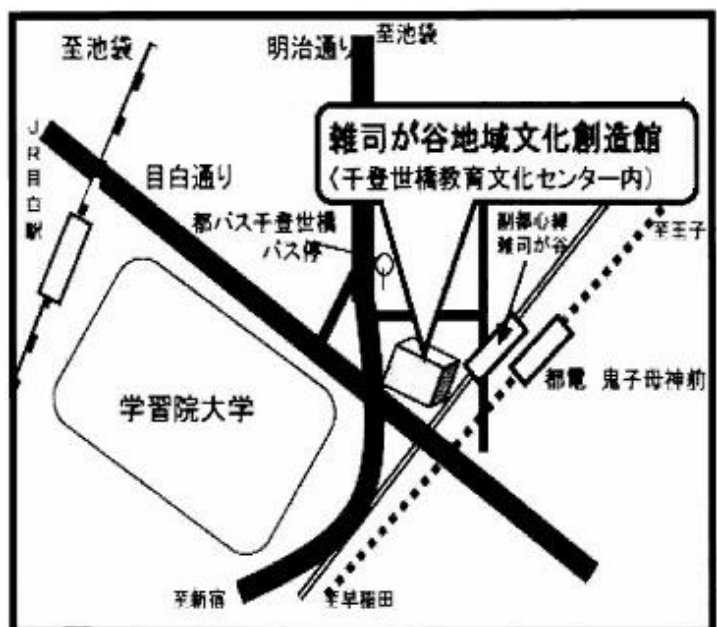 至池袋
明治通り
至池袋
JR目白駅
目白通り
雑司が谷地域文化創造館
(千登世橋教育文化センター内)
都バス千登世橋
バス停
副都心線
雑司が谷
至王子
学習院大学
都電 鬼子母神前
至新宿
至早稲田